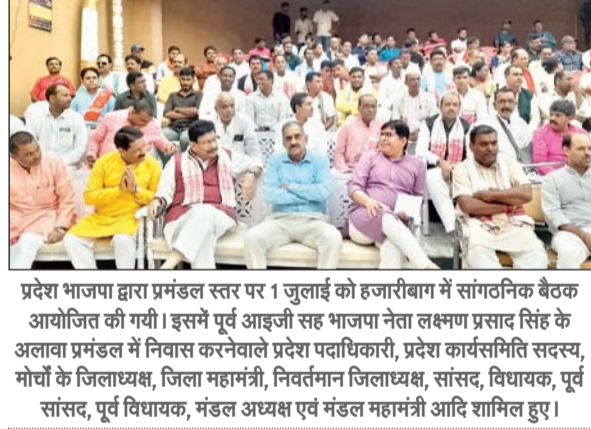 प्रदेश भाजपा द्वारा प्रमंडल स्तर पर 1 जुलाई को हजारीबाग में सांगठनिक बैठक
आयोजित की गयी। इसमें पूर्व आइजी सह भाजपा नेता लक्ष्मण प्रसाद सिंह के
अलावा प्रमंडल में निवास करनेवाले प्रदेश पदाधिकारी, प्रदेश कार्यसमिति सदस्य,
मोर्चों के जिलाध्यक्ष, जिला महामंत्री, निवर्तमान जिलाध्यक्ष, सांसद, विधायक, पूर्व
सांसद, पूर्व विधायक, मंडल अध्यक्ष एवं मंडल महामंत्री आदि शामिल हुए।